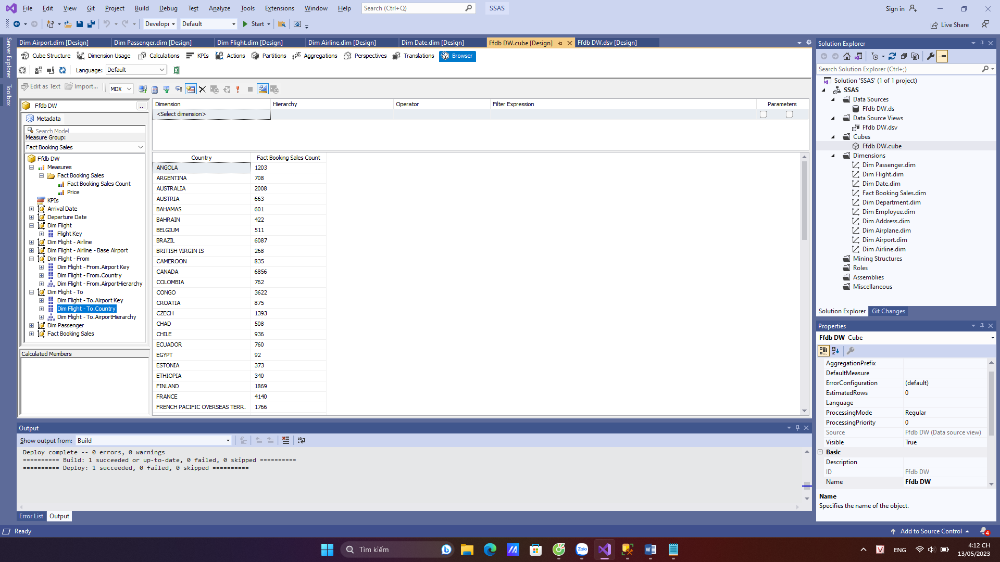 File Edit View Git Project Build Debug Test Analyze Tools Extensions Window Help Search (Ctrl+Q) SSAS Sign in
Develop Default Start Live Share
Server Explorer
Toolbox
Dim Airport.dim [Design] Dim Passenger.dim [Design] Dim Flight.dim [Design] Dim Airline.dim [Design] Dim Date.dim [Design] Ffdb DW.cube [Design] Ffdb DW.dsv [Design]
Cube Structure Dimension Usage Calculations KPIs Actions Partitions Aggregations Perspectives Translations Browser
Language: Default
Edit as Text Import... MDX
Ffdb DW ..
Metadata
Search Model
Measure Group:
Fact Booking Sales
Ffdb DW
Measures
Fact Booking Sales
Fact Booking Sales Count
Price
KPIs
Arrival Date
Departure Date
Dim Flight
Flight Key
Dim Flight - Airline
Dim Flight - Airline - Base Airport
Dim Flight - From
Dim Flight - From.Airport Key
Dim Flight - From.Country
Dim Flight - From.AirportHierarchy
Dim Flight - To
Dim Flight - To.Airport Key
Dim Flight - To.Country
Dim Flight - To.AirportHierarchy
Dim Passenger
Fact Booking Sales
Calculated Members
Dimension Hierarchy Operator Filter Expression Parameters
<Select dimension>
Country Fact Booking Sales Count
ANGOLA 1203
ARGENTINA 708
AUSTRALIA 2008
AUSTRIA 663
BAHAMAS 601
BAHRAIN 422
BELGIUM 511
BRAZIL 6087
BRITISH VIRGIN IS 268
CAMEROON 835
CANADA 6856
COLOMBIA 762
CONGO 3622
CROATIA 875
CZECH 1393
CHAD 508
CHILE 936
ECUADOR 760
EGYPT 92
ESTONIA 373
ETHIOPIA 340
FINLAND 1869
FRANCE 4140
FRENCH PACIFIC OVERSEAS TERR. 1766
Output
Show output from: Build
Deploy complete -- 0 errors, 0 warnings
========== Build: 1 succeeded or up-to-date, 0 failed, 0 skipped ==========
========== Deploy: 1 succeeded, 0 failed, 0 skipped ==========
Error List Output
Solution Explorer
Search Solution Explorer (Ctrl+;)
Solution 'SSAS' (1 of 1 project)
SSAS
Data Sources
Ffdb DW.ds
Data Source Views
Ffdb DW.dsv
Cubes
Ffdb DW.cube
Dimensions
Dim Passenger.dim
Dim Flight.dim
Dim Date.dim
Fact Booking Sales.dim
Dim Department.dim
Dim Employee.dim
Dim Address.dim
Dim Airplane.dim
Dim Airport.dim
Dim Airline.dim
Mining Structures
Roles
Assemblies
Miscellaneous
Solution Explorer Git Changes
Properties
Ffdb DW Cube
AggregationPrefix
DefaultMeasure
ErrorConfiguration (default)
EstimatedRows 0
Language
ProcessingMode Regular
ProcessingPriority 0
Source Ffdb DW (Data source view)
Visible True
Basic
Description
ID Ffdb DW
Name Ffdb DW
Name
Specifies the name of the object.
Ready Add to Source Control 4
Tìm kiếm Zalo V ENG 4:12 CH
13/05/2023